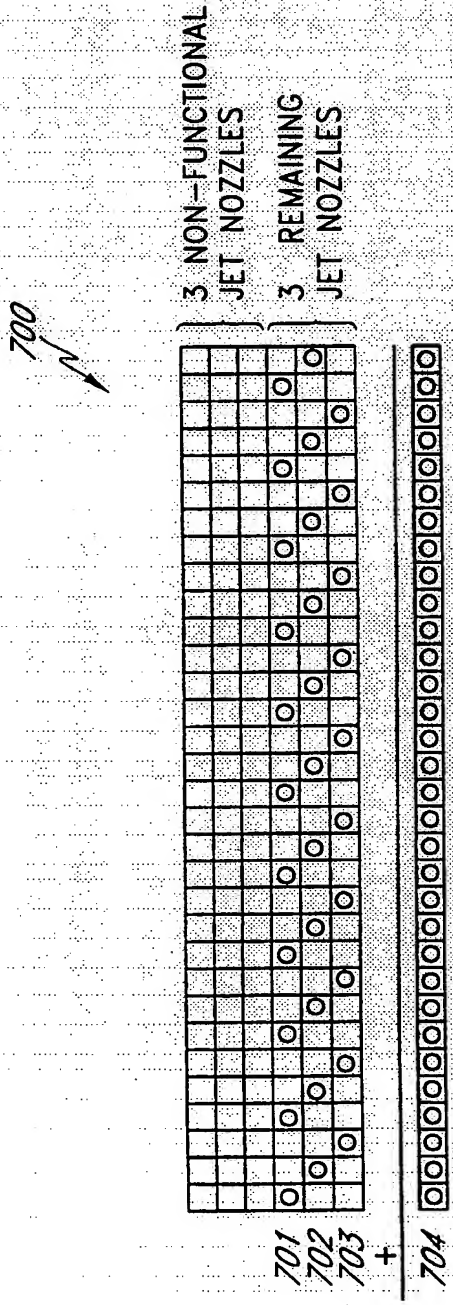 700
3 NON-FUNCTIONAL
JET NOZZLES
3 REMAINING
JET NOZZLES
701
702
703
+
704